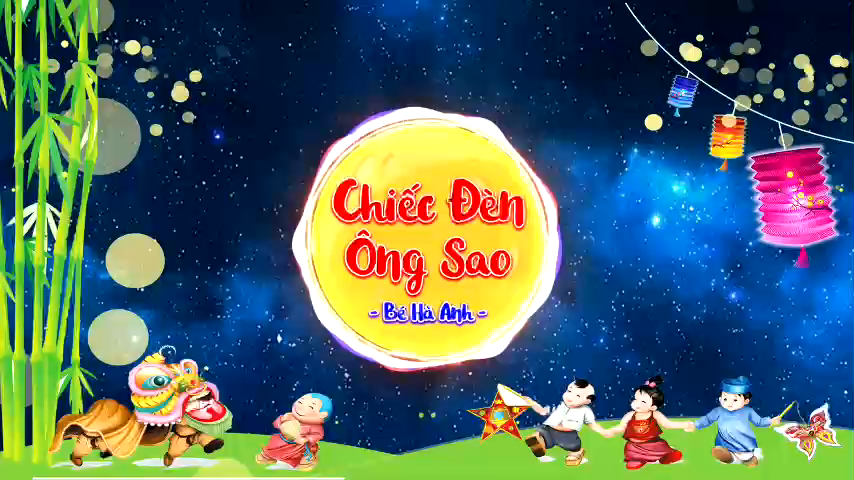 Chiếc Đèn
Ông Sao
- Bé Hà Anh -